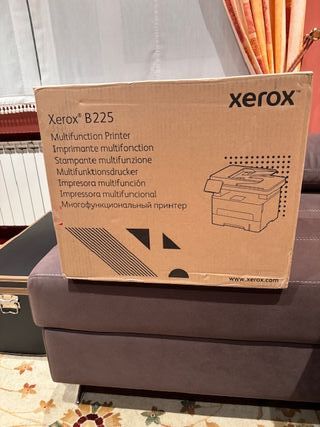 xerox
Xerox® B225
Multifunction Printer
Imprimante multifonction
Stampante multifunzione
Multifunktionsdrucker
Impresora multifunción
Impressora multifuncional
Многофункциональный принтер
www.xerox.com